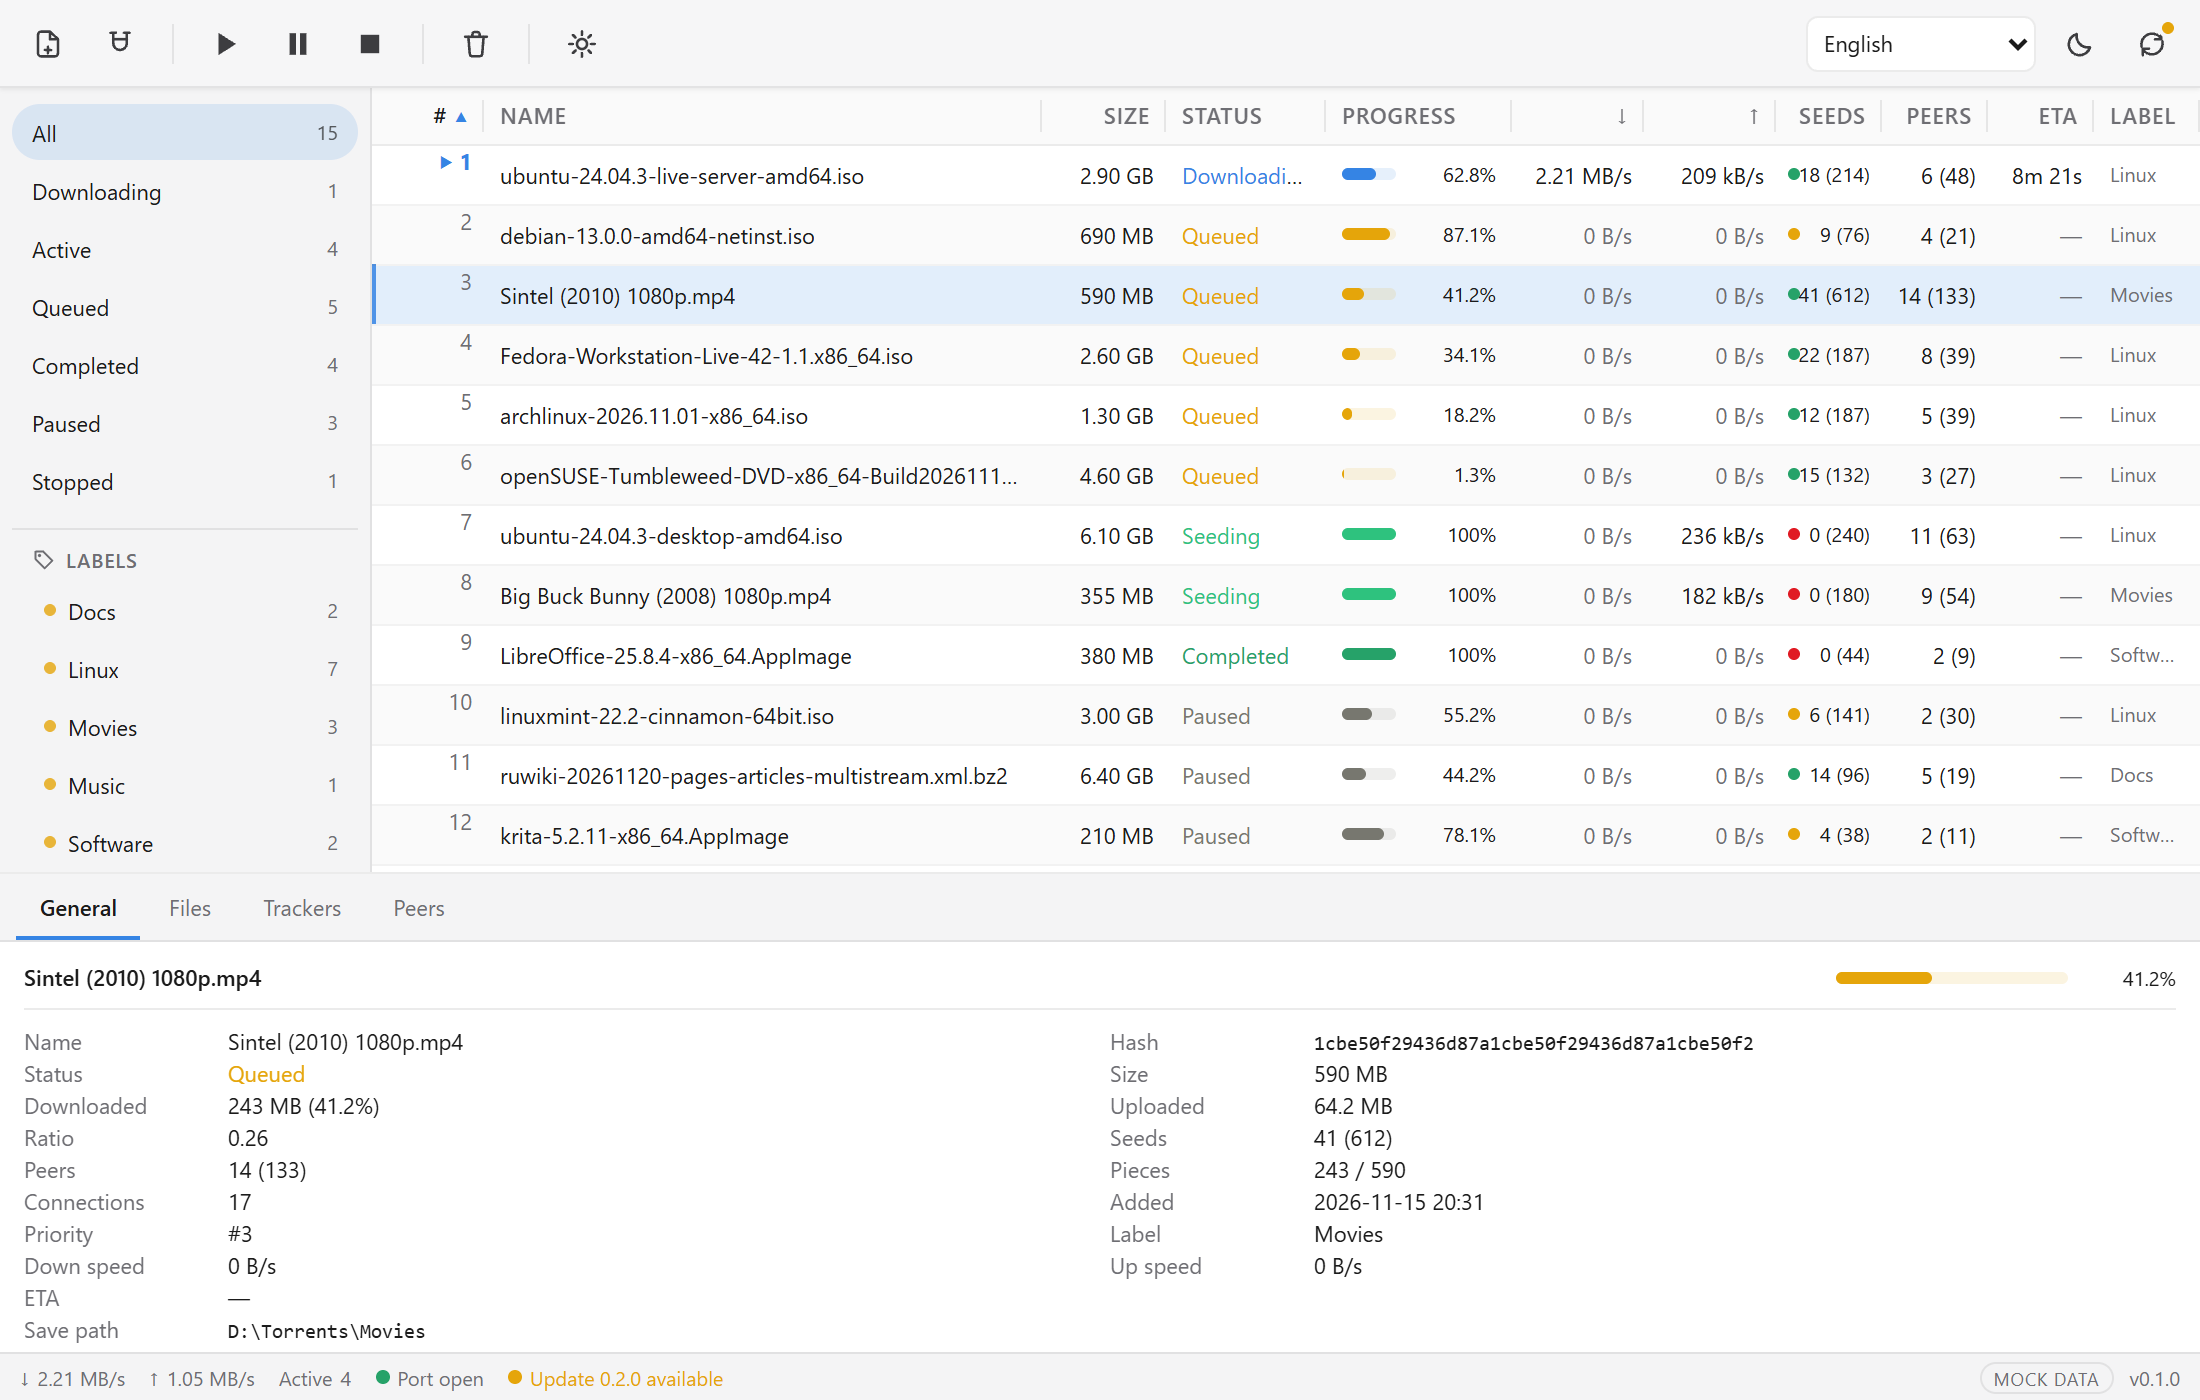 English
All 15
Downloading 1
Active 4
Queued 5
Completed 4
Paused 3
Stopped 1
LABELS
Docs 2
Linux 7
Movies 3
Music 1
Software 2
# ▲ NAME SIZE STATUS PROGRESS ↓ ↑ SEEDS PEERS ETA LABEL
▶ 1 ubuntu-24.04.3-live-server-amd64.iso 2.90 GB Downloadi... 62.8% 2.21 MB/s 209 kB/s 18 (214) 6 (48) 8m 21s Linux
2 debian-13.0.0-amd64-netinst.iso 690 MB Queued 87.1% 0 B/s 0 B/s 9 (76) 4 (21) — Linux
3 Sintel (2010) 1080p.mp4 590 MB Queued 41.2% 0 B/s 0 B/s 41 (612) 14 (133) — Movies
4 Fedora-Workstation-Live-42-1.1.x86_64.iso 2.60 GB Queued 34.1% 0 B/s 0 B/s 22 (187) 8 (39) — Linux
5 archlinux-2026.11.01-x86_64.iso 1.30 GB Queued 18.2% 0 B/s 0 B/s 12 (187) 5 (39) — Linux
6 openSUSE-Tumbleweed-DVD-x86_64-Build2026111... 4.60 GB Queued 1.3% 0 B/s 0 B/s 15 (132) 3 (27) — Linux
7 ubuntu-24.04.3-desktop-amd64.iso 6.10 GB Seeding 100% 0 B/s 236 kB/s 0 (240) 11 (63) — Linux
8 Big Buck Bunny (2008) 1080p.mp4 355 MB Seeding 100% 0 B/s 182 kB/s 0 (180) 9 (54) — Movies
9 LibreOffice-25.8.4-x86_64.AppImage 380 MB Completed 100% 0 B/s 0 B/s 0 (44) 2 (9) — Softw...
10 linuxmint-22.2-cinnamon-64bit.iso 3.00 GB Paused 55.2% 0 B/s 0 B/s 6 (141) 2 (30) — Linux
11 ruwiki-20261120-pages-articles-multistream.xml.bz2 6.40 GB Paused 44.2% 0 B/s 0 B/s 14 (96) 5 (19) — Docs
12 krita-5.2.11-x86_64.AppImage 210 MB Paused 78.1% 0 B/s 0 B/s 4 (38) 2 (11) — Softw...
General Files Trackers Peers
Sintel (2010) 1080p.mp4 41.2%
Name Sintel (2010) 1080p.mp4
Status Queued
Downloaded 243 MB (41.2%)
Ratio 0.26
Peers 14 (133)
Connections 17
Priority #3
Down speed 0 B/s
ETA —
Save path D:\Torrents\Movies
Hash 1cbe50f29436d87a1cbe50f29436d87a1cbe50f2
Size 590 MB
Uploaded 64.2 MB
Seeds 41 (612)
Pieces 243 / 590
Added 2026-11-15 20:31
Label Movies
Up speed 0 B/s
↓ 2.21 MB/s ↑ 1.05 MB/s Active 4 Port open Update 0.2.0 available MOCK DATA v0.1.0